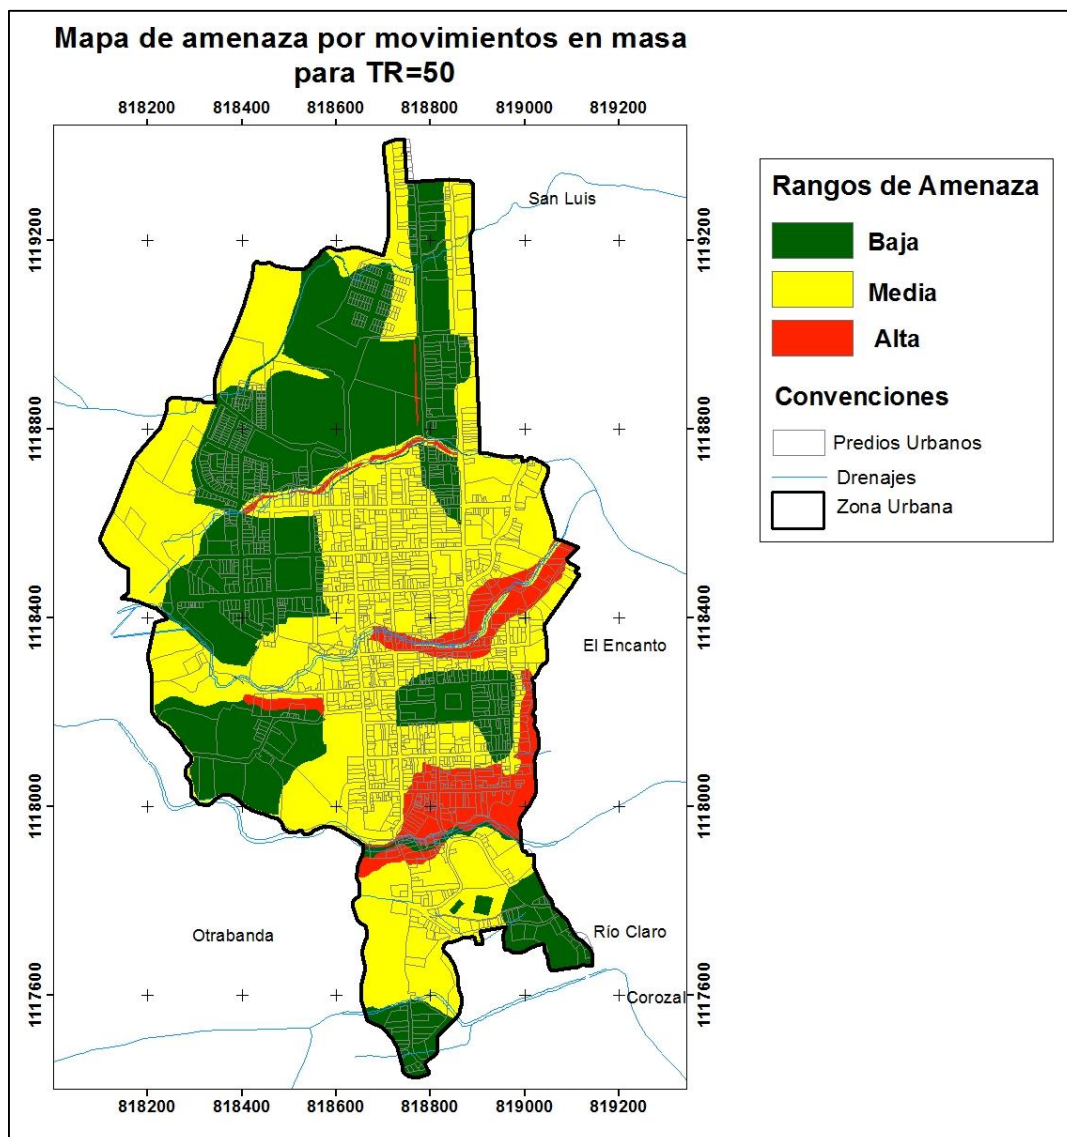 Mapa de amenaza por movimientos en masa
para TR=50
818200 818400 818600 818800 819000 819200
1119200
1118800
1118400
1118000
1117600
San Luis
El Encanto
Otrabanda
Río Claro
Corozal
1119200
1118800
1118400
1118000
1117600
818200 818400 818600 818800 819000 819200
Rangos de Amenaza
Baja
Media
Alta
Convenciones
Predios Urbanos
Drenajes
Zona Urbana